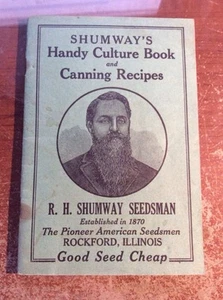 SHUMWAY'S
Handy Culture Book
and
Canning Recipes
R. H. SHUMWAY SEEDSMAN
Established in 1870
The Pioneer American Seedsmen
ROCKFORD, ILLINOIS
Good Seed Cheap